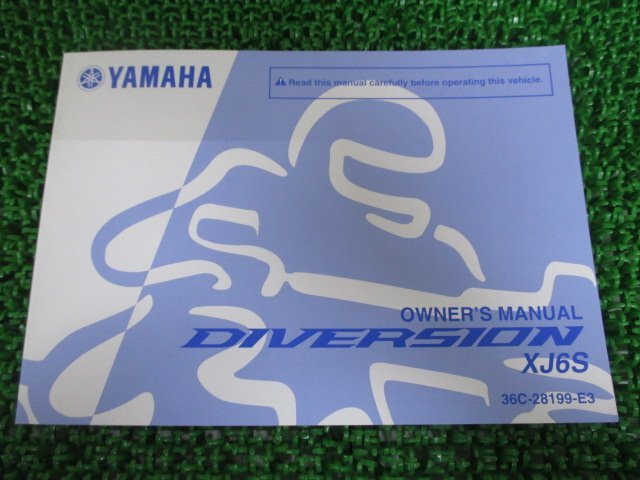 YAMAHA
⚠ Read this manual carefully before operating this vehicle.
OWNER'S MANUAL
DIVERSION
XJ6S
36C-28199-E3